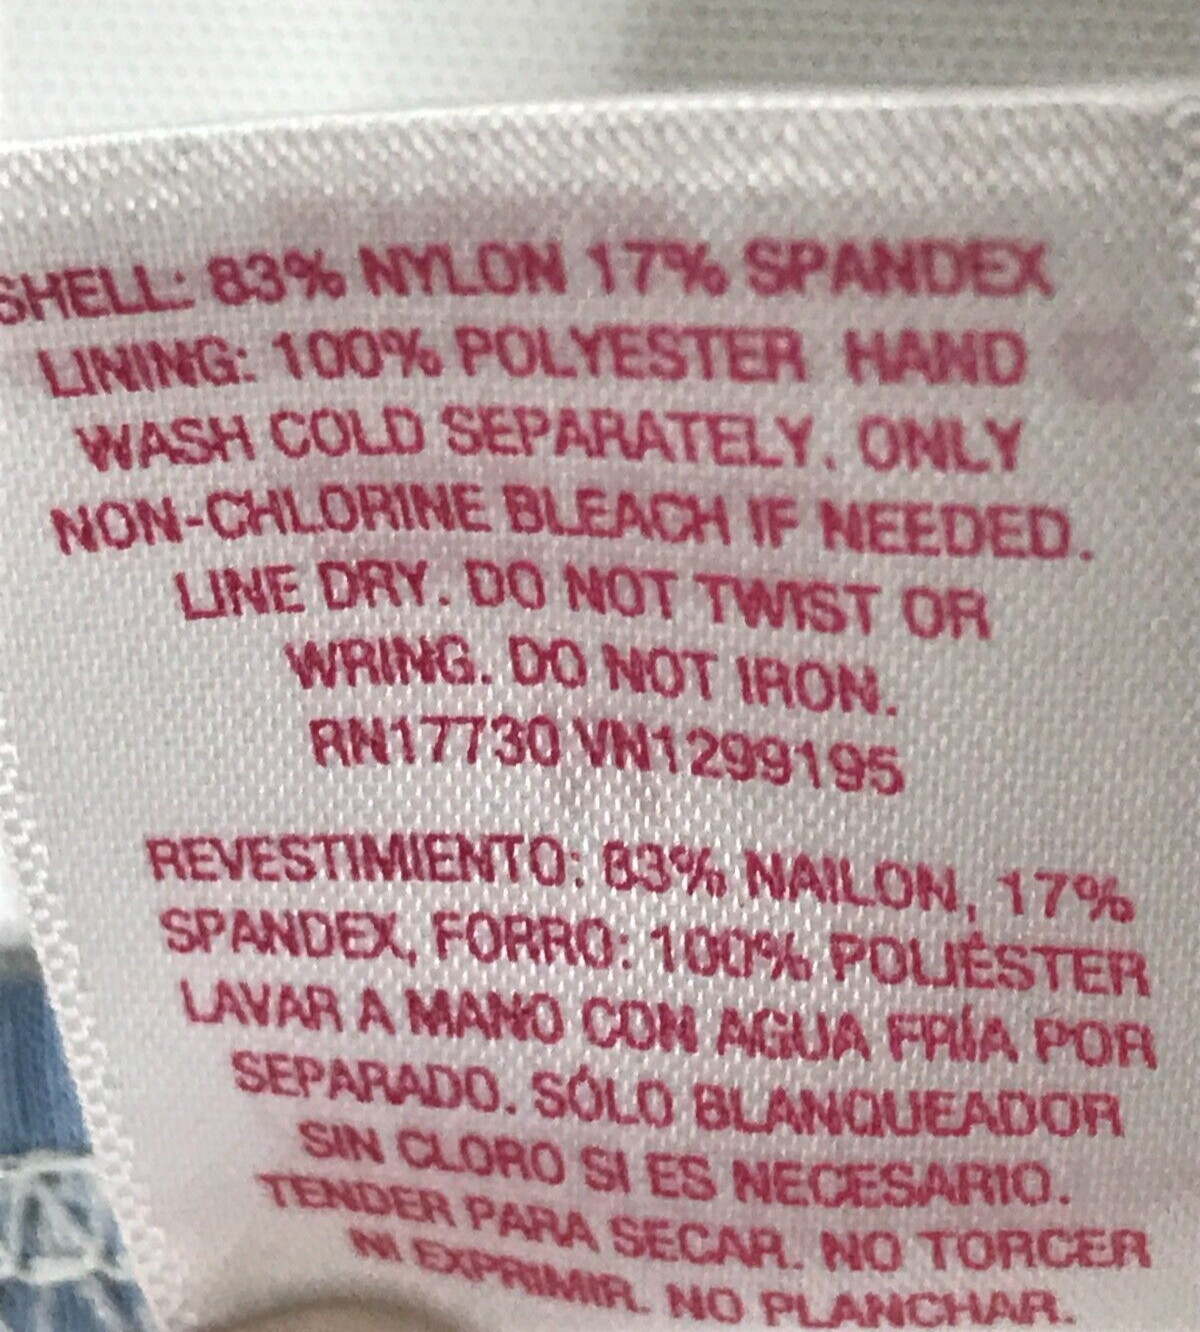 SHELL: 83% NYLON 17% SPANDEX
LINING: 100% POLYESTER HAND
WASH COLD SEPARATELY. ONLY
NON-CHLORINE BLEACH IF NEEDED.
LINE DRY. DO NOT TWIST OR
WRING. DO NOT IRON.
RN17730 VN1299195
REVESTIMIENTO: 83% NAILON, 17%
SPANDEX, FORRO: 100% POLIÉSTER
LAVAR A MANO CON AGUA FRÍA POR
SEPARADO. SÓLO BLANQUEADOR
SIN CLORO SI ES NECESARIO.
TENDER PARA SECAR. NO TORCER
NI EXPRIMIR. NO PLANCHAR.